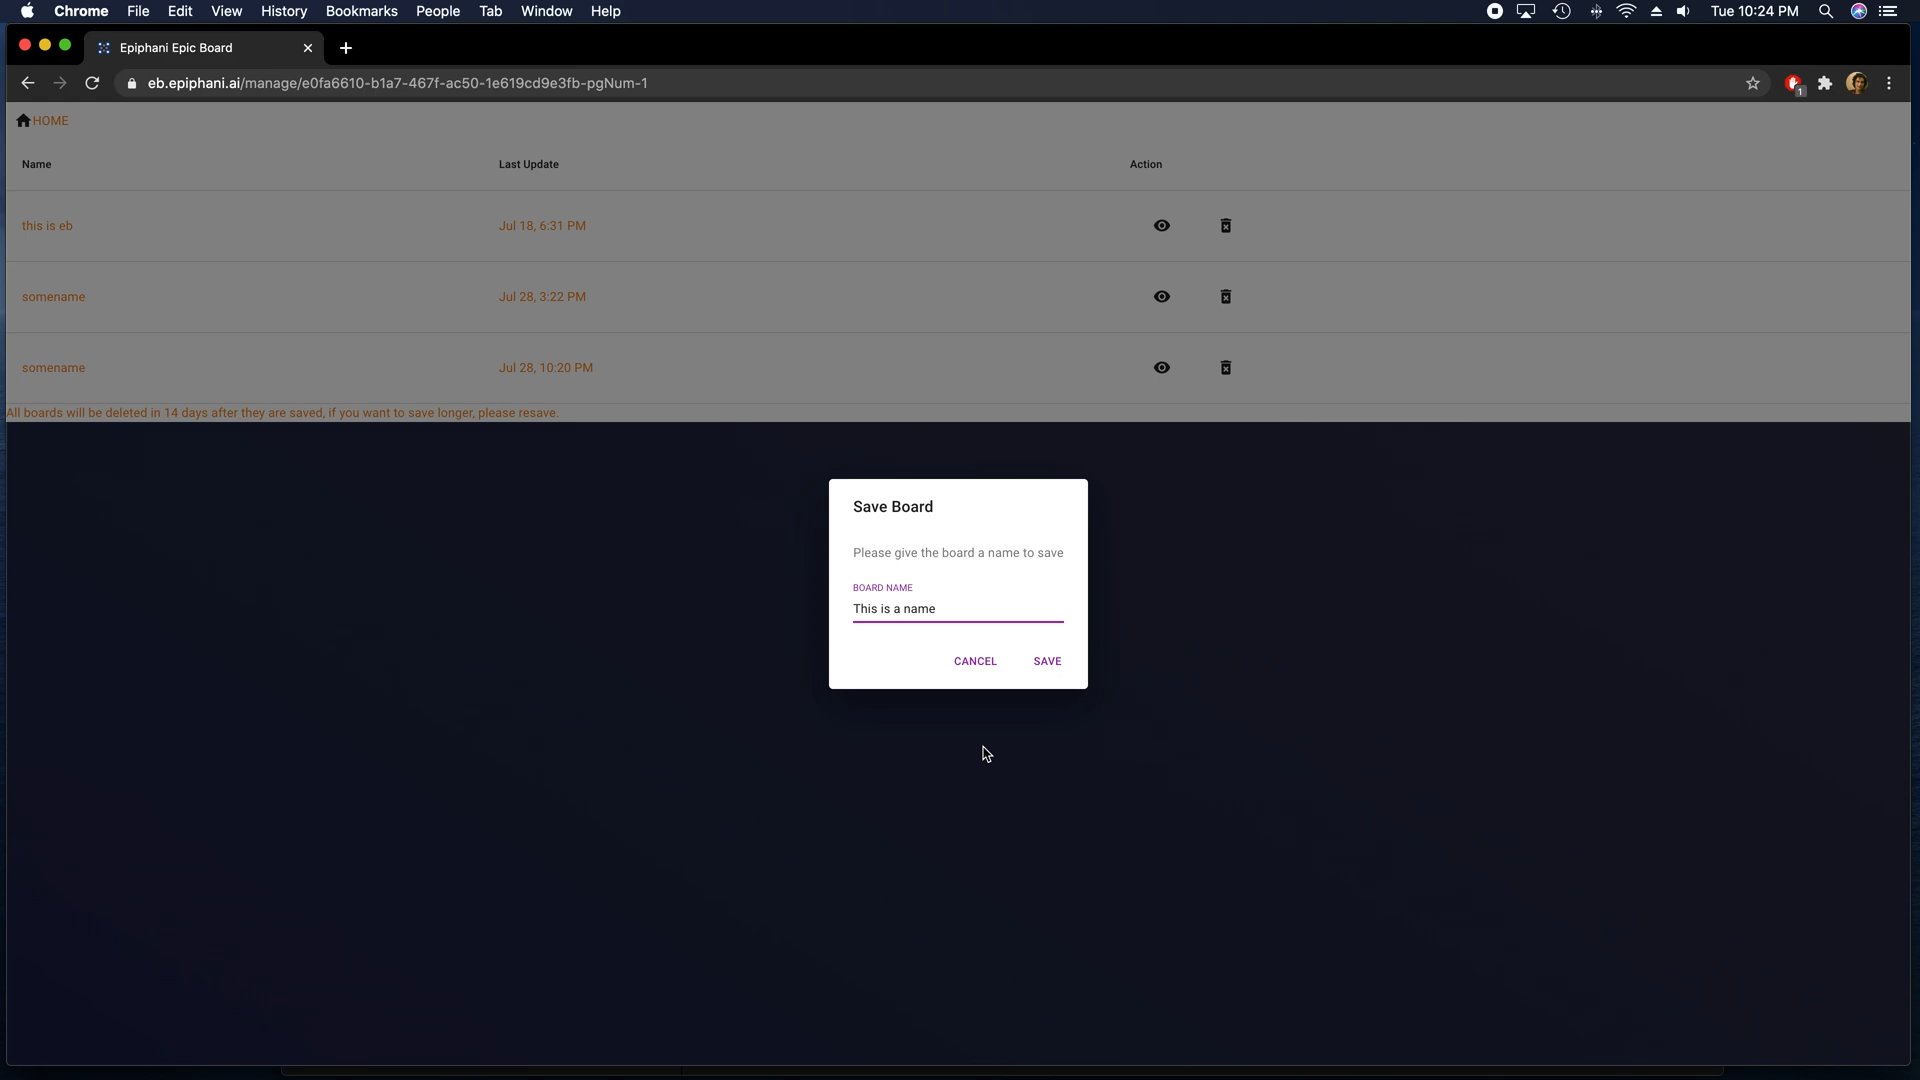 Chrome File Edit View History Bookmarks People Tab Window Help Tue 10:24 PM
Epiphani Epic Board
eb.epiphani.ai/manage/e0fa6610-b1a7-467f-ac50-1e619cd9e3fb-pgNum-1
1
HOME
Name Last Update Action
this is eb Jul 18, 6:31 PM
somename Jul 28, 3:22 PM
somename Jul 28, 10:20 PM
All boards will be deleted in 14 days after they are saved, if you want to save longer, please resave.
Save Board
Please give the board a name to save
BOARD NAME
This is a name
CANCEL SAVE